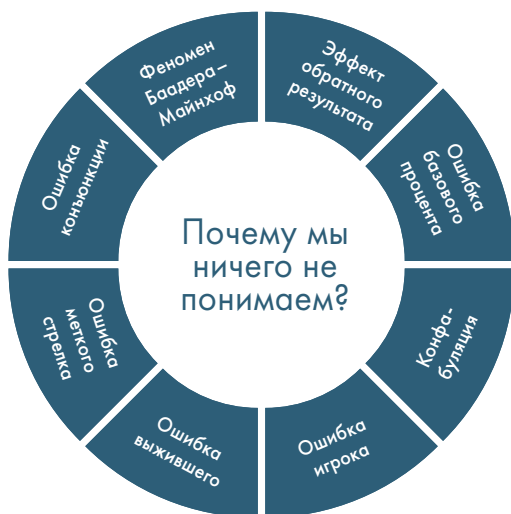 Почему мы
ничего не
понимаем?
Эффект
обратного
результата
Ошибка
базового
процента
Конфа-
буляция
Ошибка
игрока
Ошибка
выжившего
Ошибка
меткого
стрелка
Ошибка
конъюнкции
Феномен
Баадера–
Майнхоф